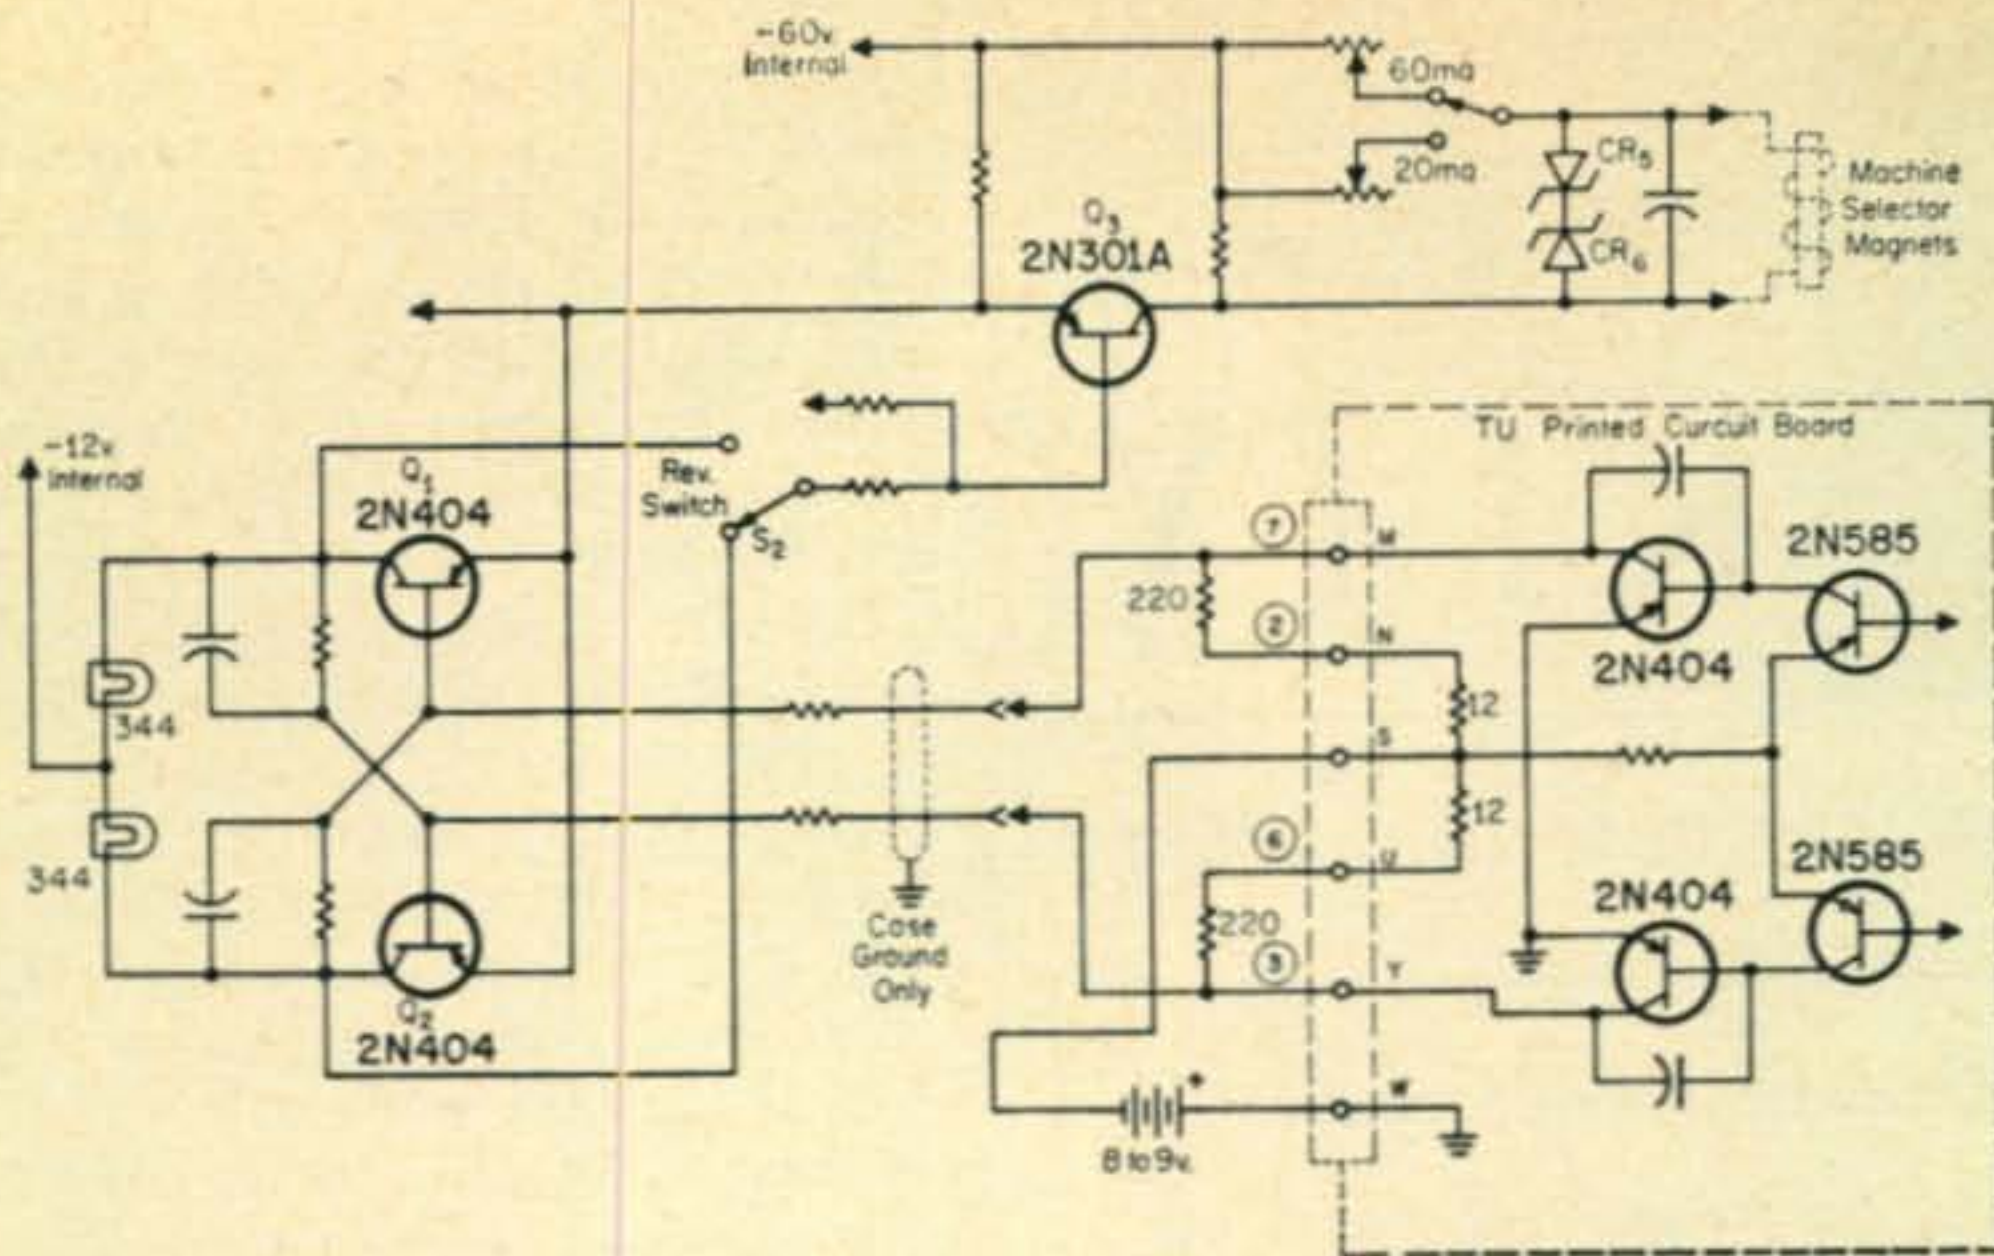 -60v
Internal
60ma
20ma
CR5
CR6
Machine
Selector
Magnets
Q3
2N301A
-12v
Internal
Q1
2N404
Rev.
Switch
S2
TU Printed Curcuit Board
7
M
220
2
N
12
S
12
6
U
220
3
Y
W
344
344
Q2
2N404
Case
Ground
Only
+
8 to 9v.
2N585
2N404
2N585
2N404